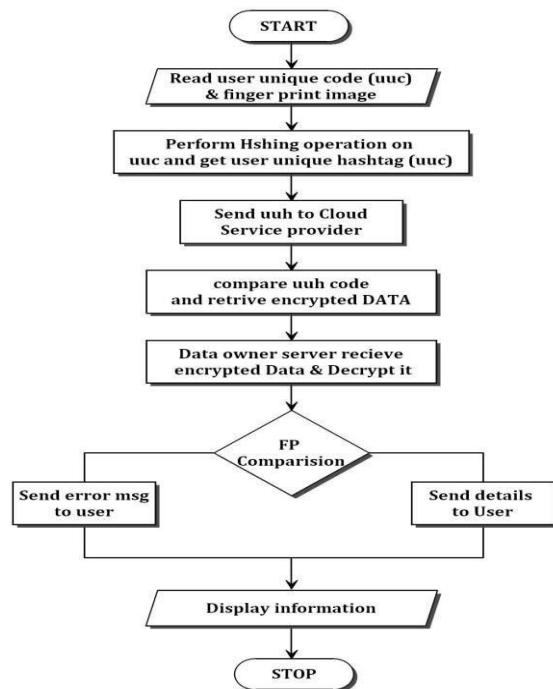 START
Read user unique code (uuc)
& finger print image
Perform Hshing operation on
uuc and get user unique hashtag (uuc)
Send uuh to Cloud
Service provider
compare uuh code
and retrive encrypted DATA
Data owner server recieve
encrypted Data & Decrypt it
FP
Comparision
Send error msg
to user
Send details
to User
Display information
STOP